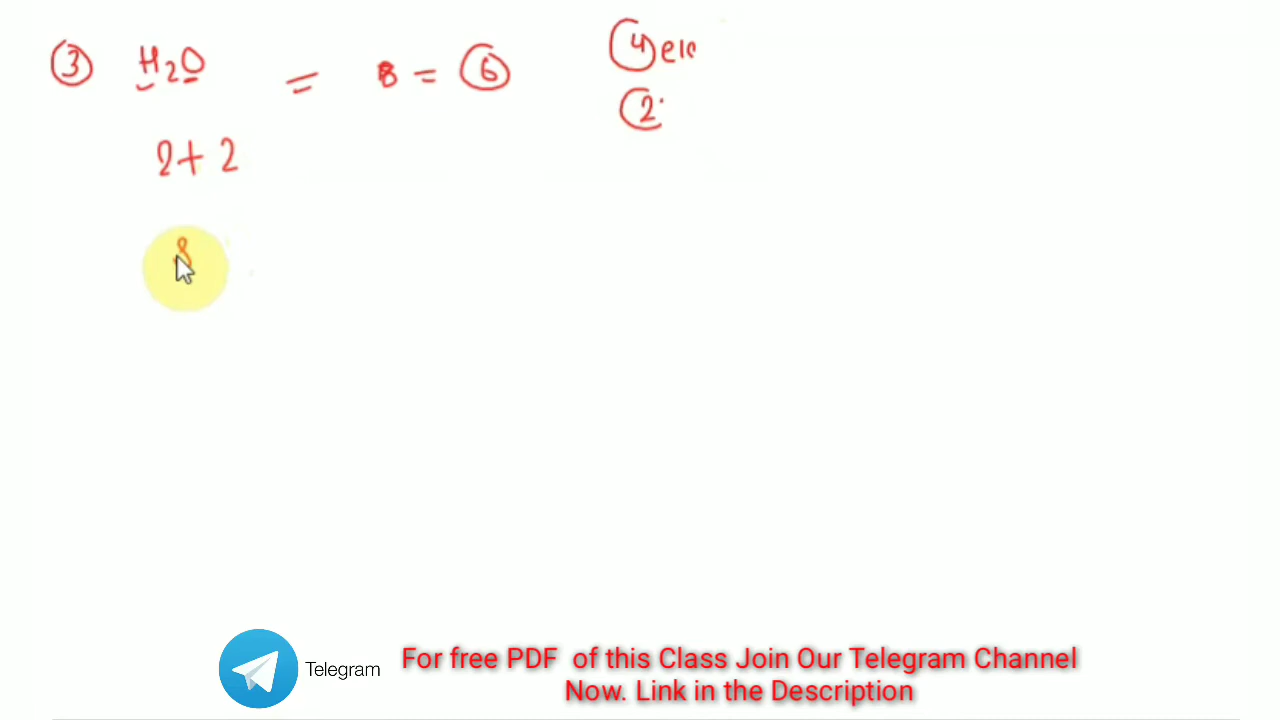 ③ H₂O = 8 = ⑥
④ ele
②
2+2
8
Telegram
For free PDF of this Class Join Our Telegram Channel
Now. Link in the Description